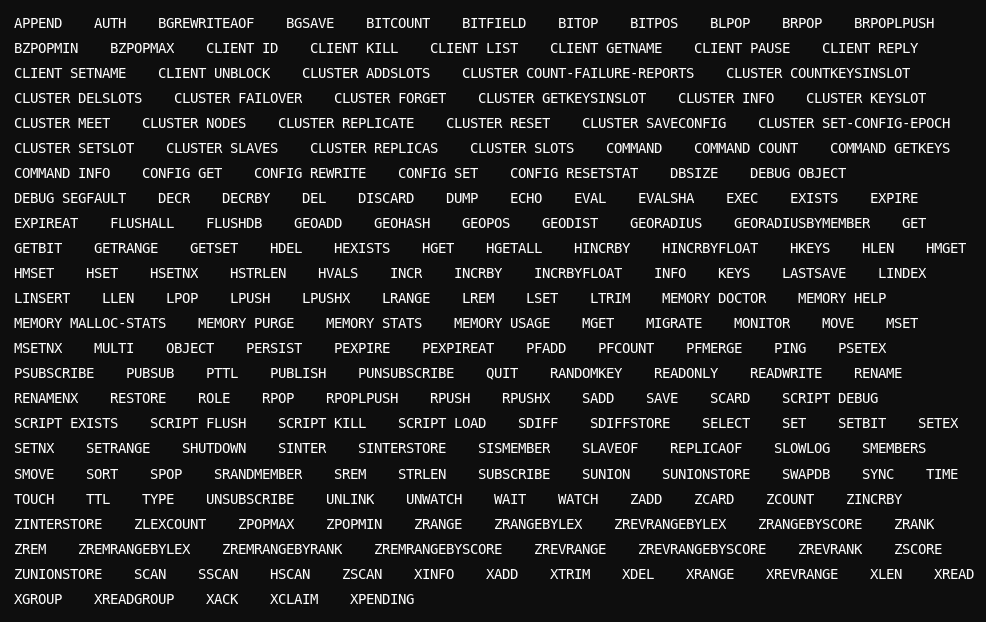 APPEND AUTH BGREWRITEAOF BGSAVE BITCOUNT BITFIELD BITOP BITPOS BLPOP BRPOP BRPOPLPUSH
BZPOPMIN BZPOPMAX CLIENT ID CLIENT KILL CLIENT LIST CLIENT GETNAME CLIENT PAUSE CLIENT REPLY
CLIENT SETNAME CLIENT UNBLOCK CLUSTER ADDSLOTS CLUSTER COUNT-FAILURE-REPORTS CLUSTER COUNTKEYSINSLOT
CLUSTER DELSLOTS CLUSTER FAILOVER CLUSTER FORGET CLUSTER GETKEYSINSLOT CLUSTER INFO CLUSTER KEYSLOT
CLUSTER MEET CLUSTER NODES CLUSTER REPLICATE CLUSTER RESET CLUSTER SAVECONFIG CLUSTER SET-CONFIG-EPOCH
CLUSTER SETSLOT CLUSTER SLAVES CLUSTER REPLICAS CLUSTER SLOTS COMMAND COMMAND COUNT COMMAND GETKEYS
COMMAND INFO CONFIG GET CONFIG REWRITE CONFIG SET CONFIG RESETSTAT DBSIZE DEBUG OBJECT
DEBUG SEGFAULT DECR DECRBY DEL DISCARD DUMP ECHO EVAL EVALSHA EXEC EXISTS EXPIRE
EXPIREAT FLUSHALL FLUSHDB GEOADD GEOHASH GEOPOS GEODIST GEORADIUS GEORADIUSBYMEMBER GET
GETBIT GETRANGE GETSET HDEL HEXISTS HGET HGETALL HINCRBY HINCRBYFLOAT HKEYS HLEN HMGET
HMSET HSET HSETNX HSTRLEN HVALS INCR INCRBY INCRBYFLOAT INFO KEYS LASTSAVE LINDEX
LINSERT LLEN LPOP LPUSH LPUSHX LRANGE LREM LSET LTRIM MEMORY DOCTOR MEMORY HELP
MEMORY MALLOC-STATS MEMORY PURGE MEMORY STATS MEMORY USAGE MGET MIGRATE MONITOR MOVE MSET
MSETNX MULTI OBJECT PERSIST PEXPIRE PEXPIREAT PFADD PFCOUNT PFMERGE PING PSETEX
PSUBSCRIBE PUBSUB PTTL PUBLISH PUNSUBSCRIBE QUIT RANDOMKEY READONLY READWRITE RENAME
RENAMENX RESTORE ROLE RPOP RPOPLPUSH RPUSH RPUSHX SADD SAVE SCARD SCRIPT DEBUG
SCRIPT EXISTS SCRIPT FLUSH SCRIPT KILL SCRIPT LOAD SDIFF SDIFFSTORE SELECT SET SETBIT SETEX
SETNX SETRANGE SHUTDOWN SINTER SINTERSTORE SISMEMBER SLAVEOF REPLICAOF SLOWLOG SMEMBERS
SMOVE SORT SPOP SRANDMEMBER SREM STRLEN SUBSCRIBE SUNION SUNIONSTORE SWAPDB SYNC TIME
TOUCH TTL TYPE UNSUBSCRIBE UNLINK UNWATCH WAIT WATCH ZADD ZCARD ZCOUNT ZINCRBY
ZINTERSTORE ZLEXCOUNT ZPOPMAX ZPOPMIN ZRANGE ZRANGEBYLEX ZREVRANGEBYLEX ZRANGEBYSCORE ZRANK
ZREM ZREMRANGEBYLEX ZREMRANGEBYRANK ZREMRANGEBYSCORE ZREVRANGE ZREVRANGEBYSCORE ZREVRANK ZSCORE
ZUNIONSTORE SCAN SSCAN HSCAN ZSCAN XINFO XADD XTRIM XDEL XRANGE XREVRANGE XLEN XREAD
XGROUP XREADGROUP XACK XCLAIM XPENDING